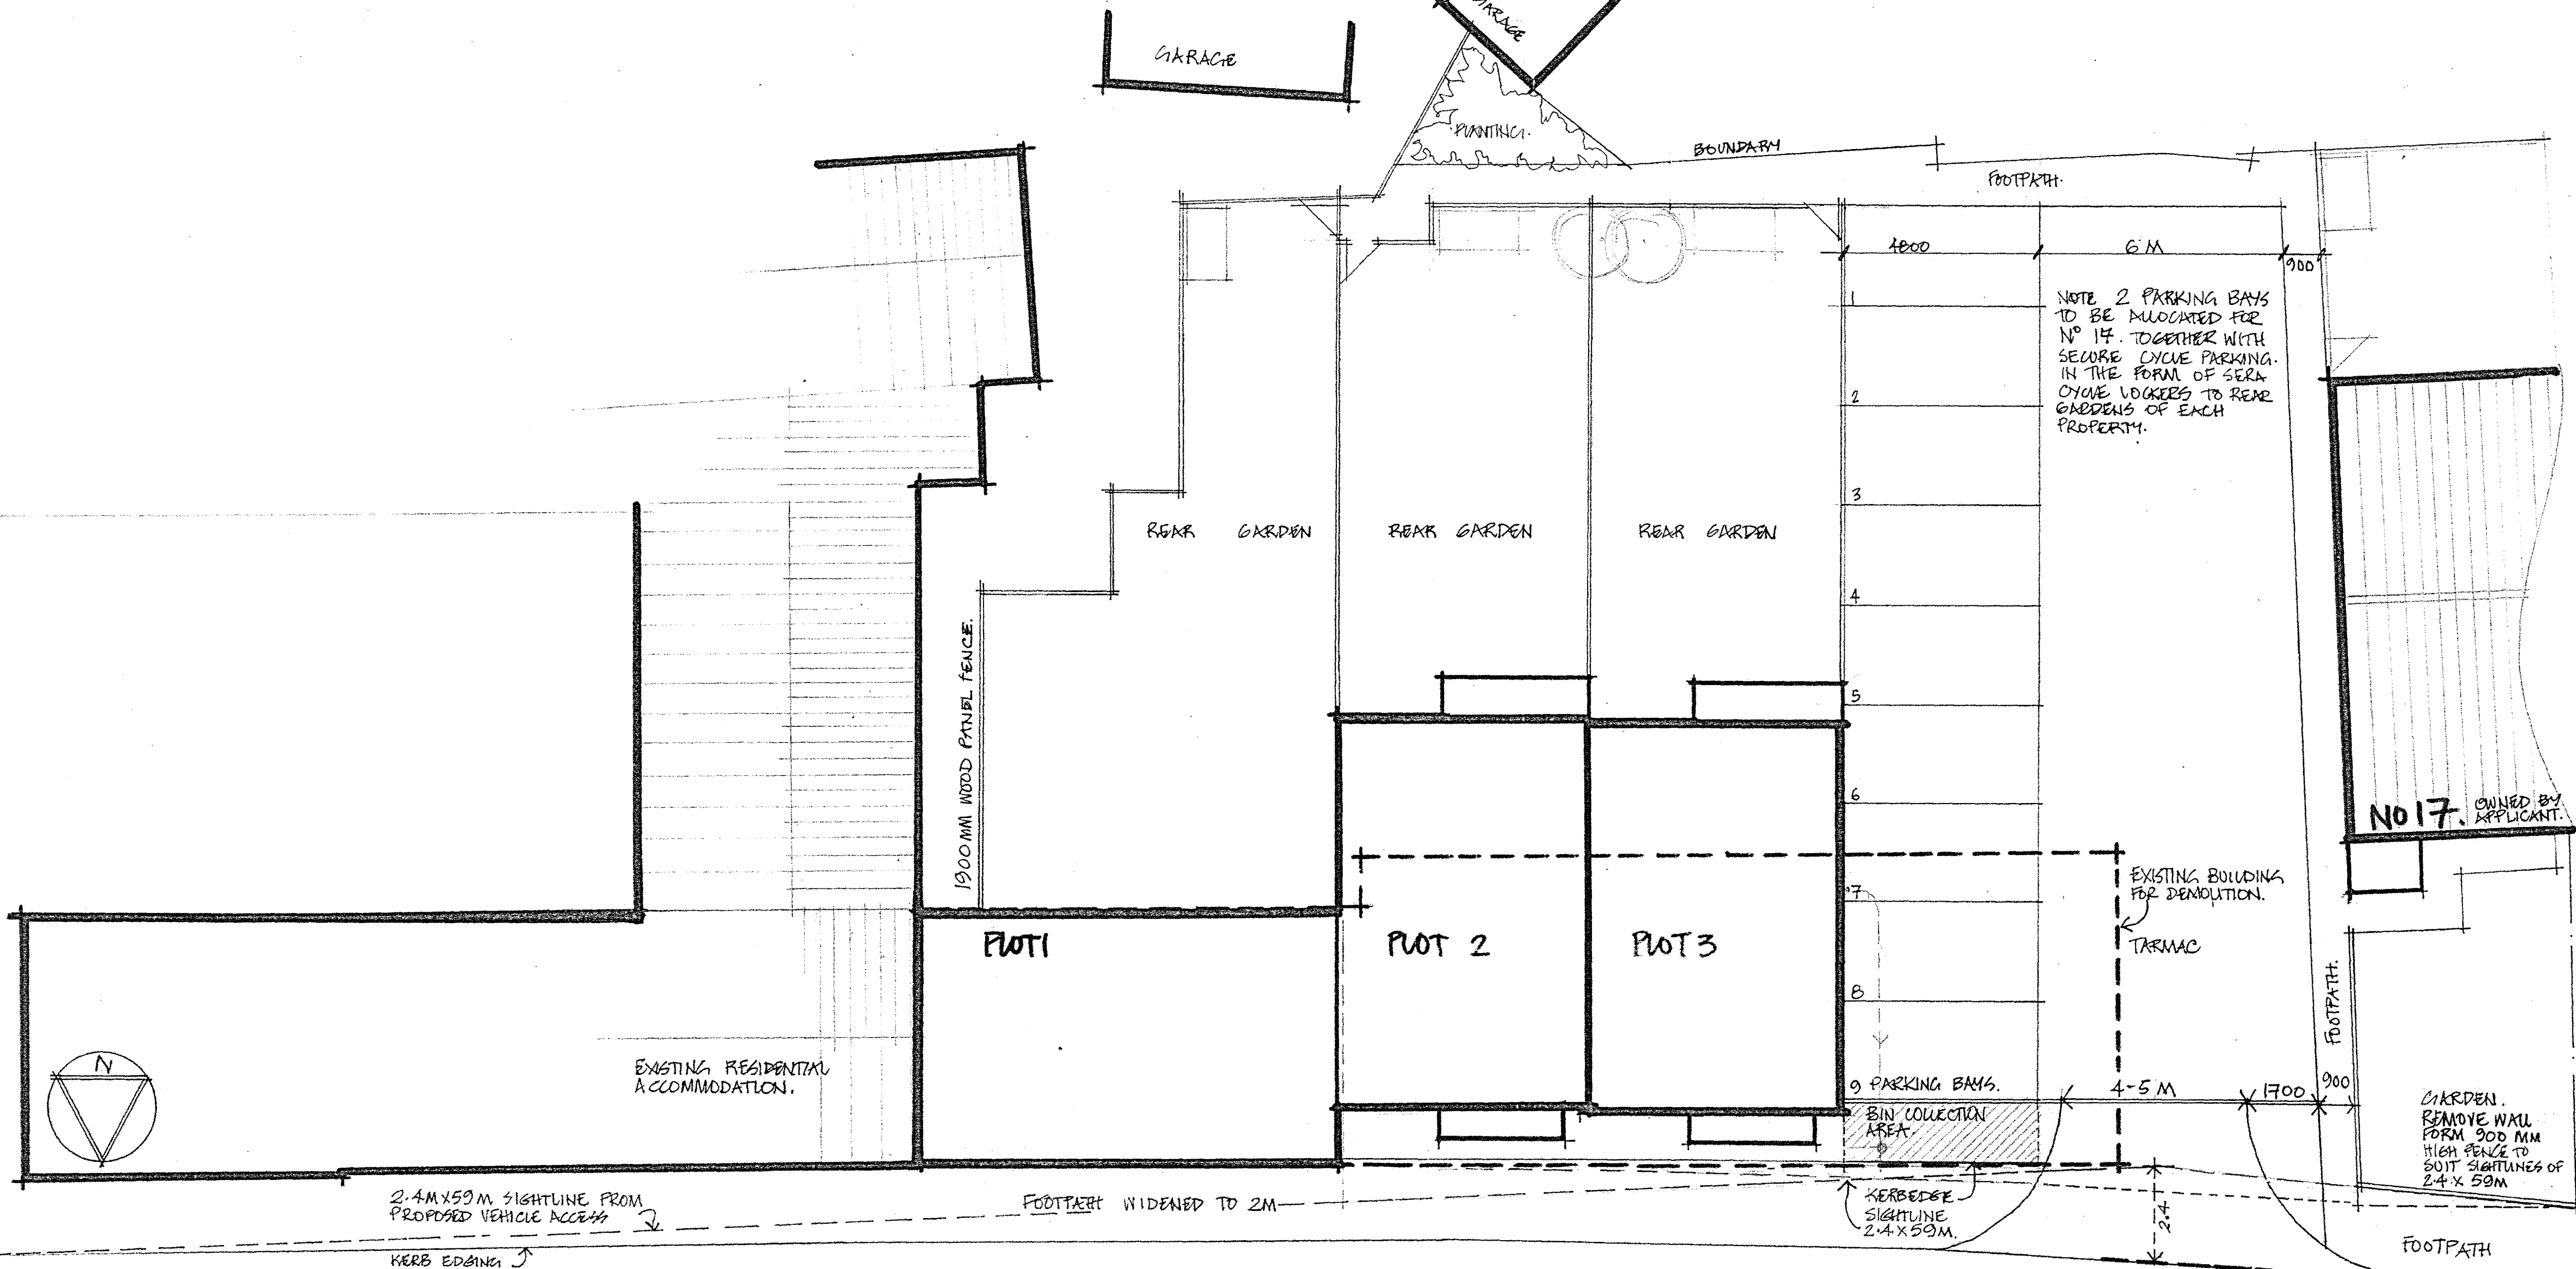 GARAGE
GARAGE
PLANTING.
BOUNDARY
FOOTPATH.
4800
6 M
900
NOTE 2 PARKING BAYS
TO BE ALLOCATED FOR
Nº 17. TOGETHER WITH
SECURE CYCLE PARKING.
IN THE FORM OF SERA
CYCLE LOCKERS TO REAR
GARDENS OF EACH
PROPERTY.
1
2
3
4
5
6
7
8
9 PARKING BAYS.
REAR GARDEN
REAR GARDEN
REAR GARDEN
1900MM WOOD PANEL FENCE.
NO 17. OWNED BY
APPLICANT.
EXISTING BUILDING
FOR DEMOLITION.
TARMAC
PLOT 1
PLOT 2
PLOT 3
FOOTPATH.
N
EXISTING RESIDENTIAL
ACCOMMODATION.
BIN COLLECTION
AREA.
4-5 M
1700
900
GARDEN.
REMOVE WALL
FORM 900 MM
HIGH FENCE TO
SUIT SIGHTLINES OF
2.4 X 59M
2.4M X 59M SIGHTLINE FROM
PROPOSED VEHICLE ACCESS
FOOTPATH WIDENED TO 2M
KERBEDGE
SIGHTLINE
2.4 X 59M.
2.4
FOOTPATH
KERB EDGING